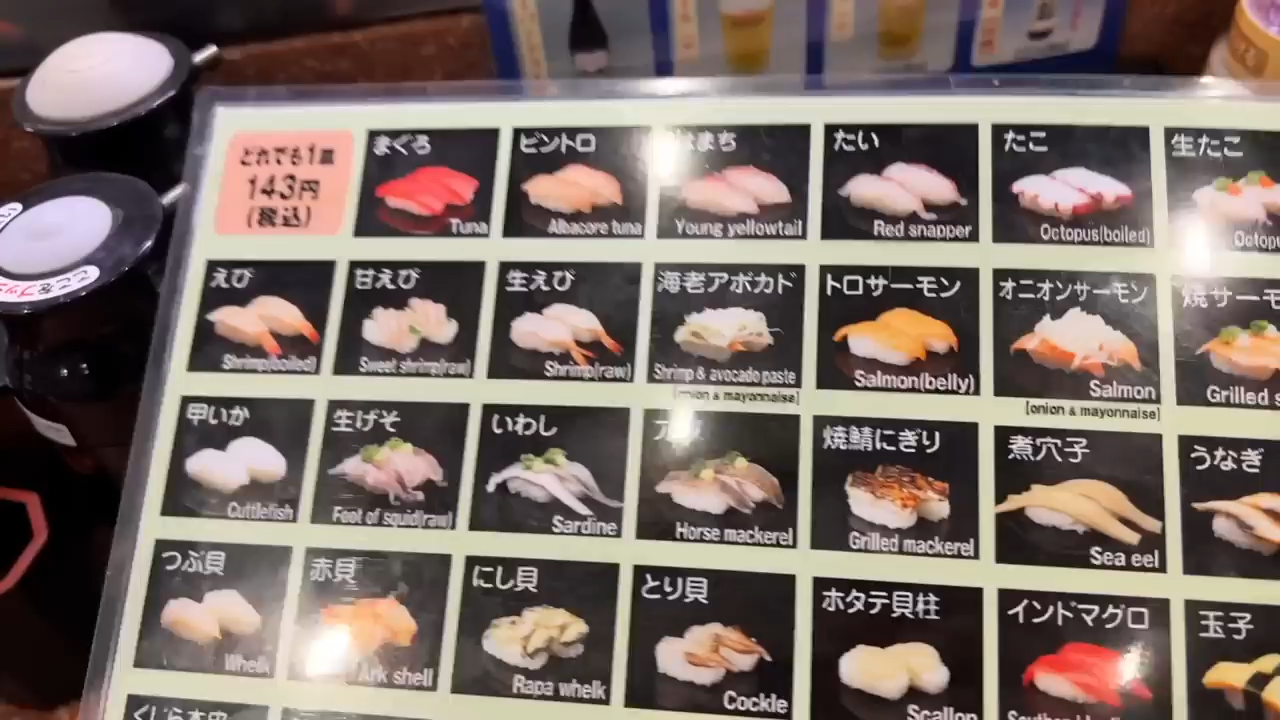 どれでも1皿
143円
(税込)
まぐろ
Tuna
ビントロ
Albacore tuna
はまち
Young yellowtail
たい
Red snapper
たこ
Octopus(boiled)
生たこ
えび
Shrimp(boiled)
甘えび
Sweet shrimp(raw)
生えび
Shrimp(raw)
海老アボカド
Shrimp & avocado paste
[onion & mayonnaise]
トロサーモン
Salmon(belly)
オニオンサーモン
Salmon
[onion & mayonnaise]
焼サーモ
Grilled
甲いか
Cuttlefish
生げそ
Foot of squid(raw)
いわし
Sardine
Horse mackerel
焼鯖にぎり
Grilled mackerel
煮穴子
Sea eel
うなぎ
つぶ貝
Whelk
赤貝
Ark shell
にし貝
Rapa whelk
とり貝
Cockle
ホタテ貝柱
Scallop
インドマグロ
玉子